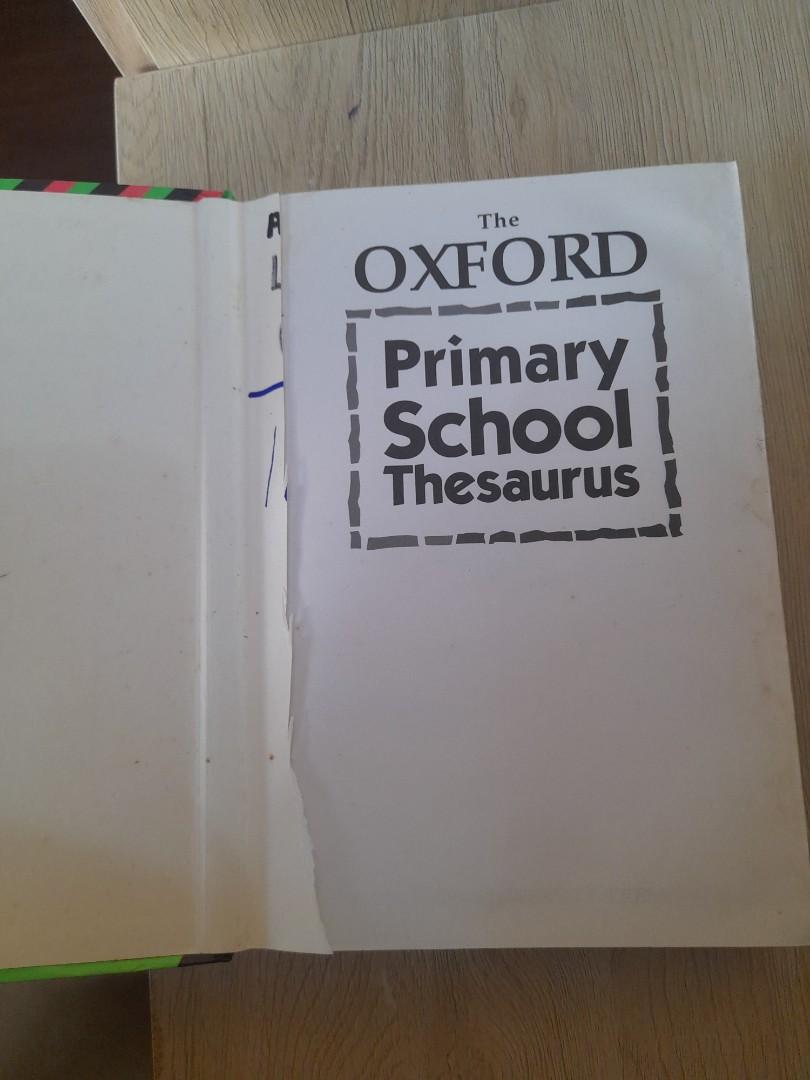 The
OXFORD
Primary
School
Thesaurus